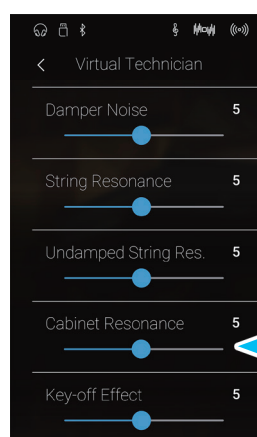 Virtual Technician
Damper Noise 5
String Resonance 5
Undamped String Res. 5
Cabinet Resonance 5
Key-off Effect 5